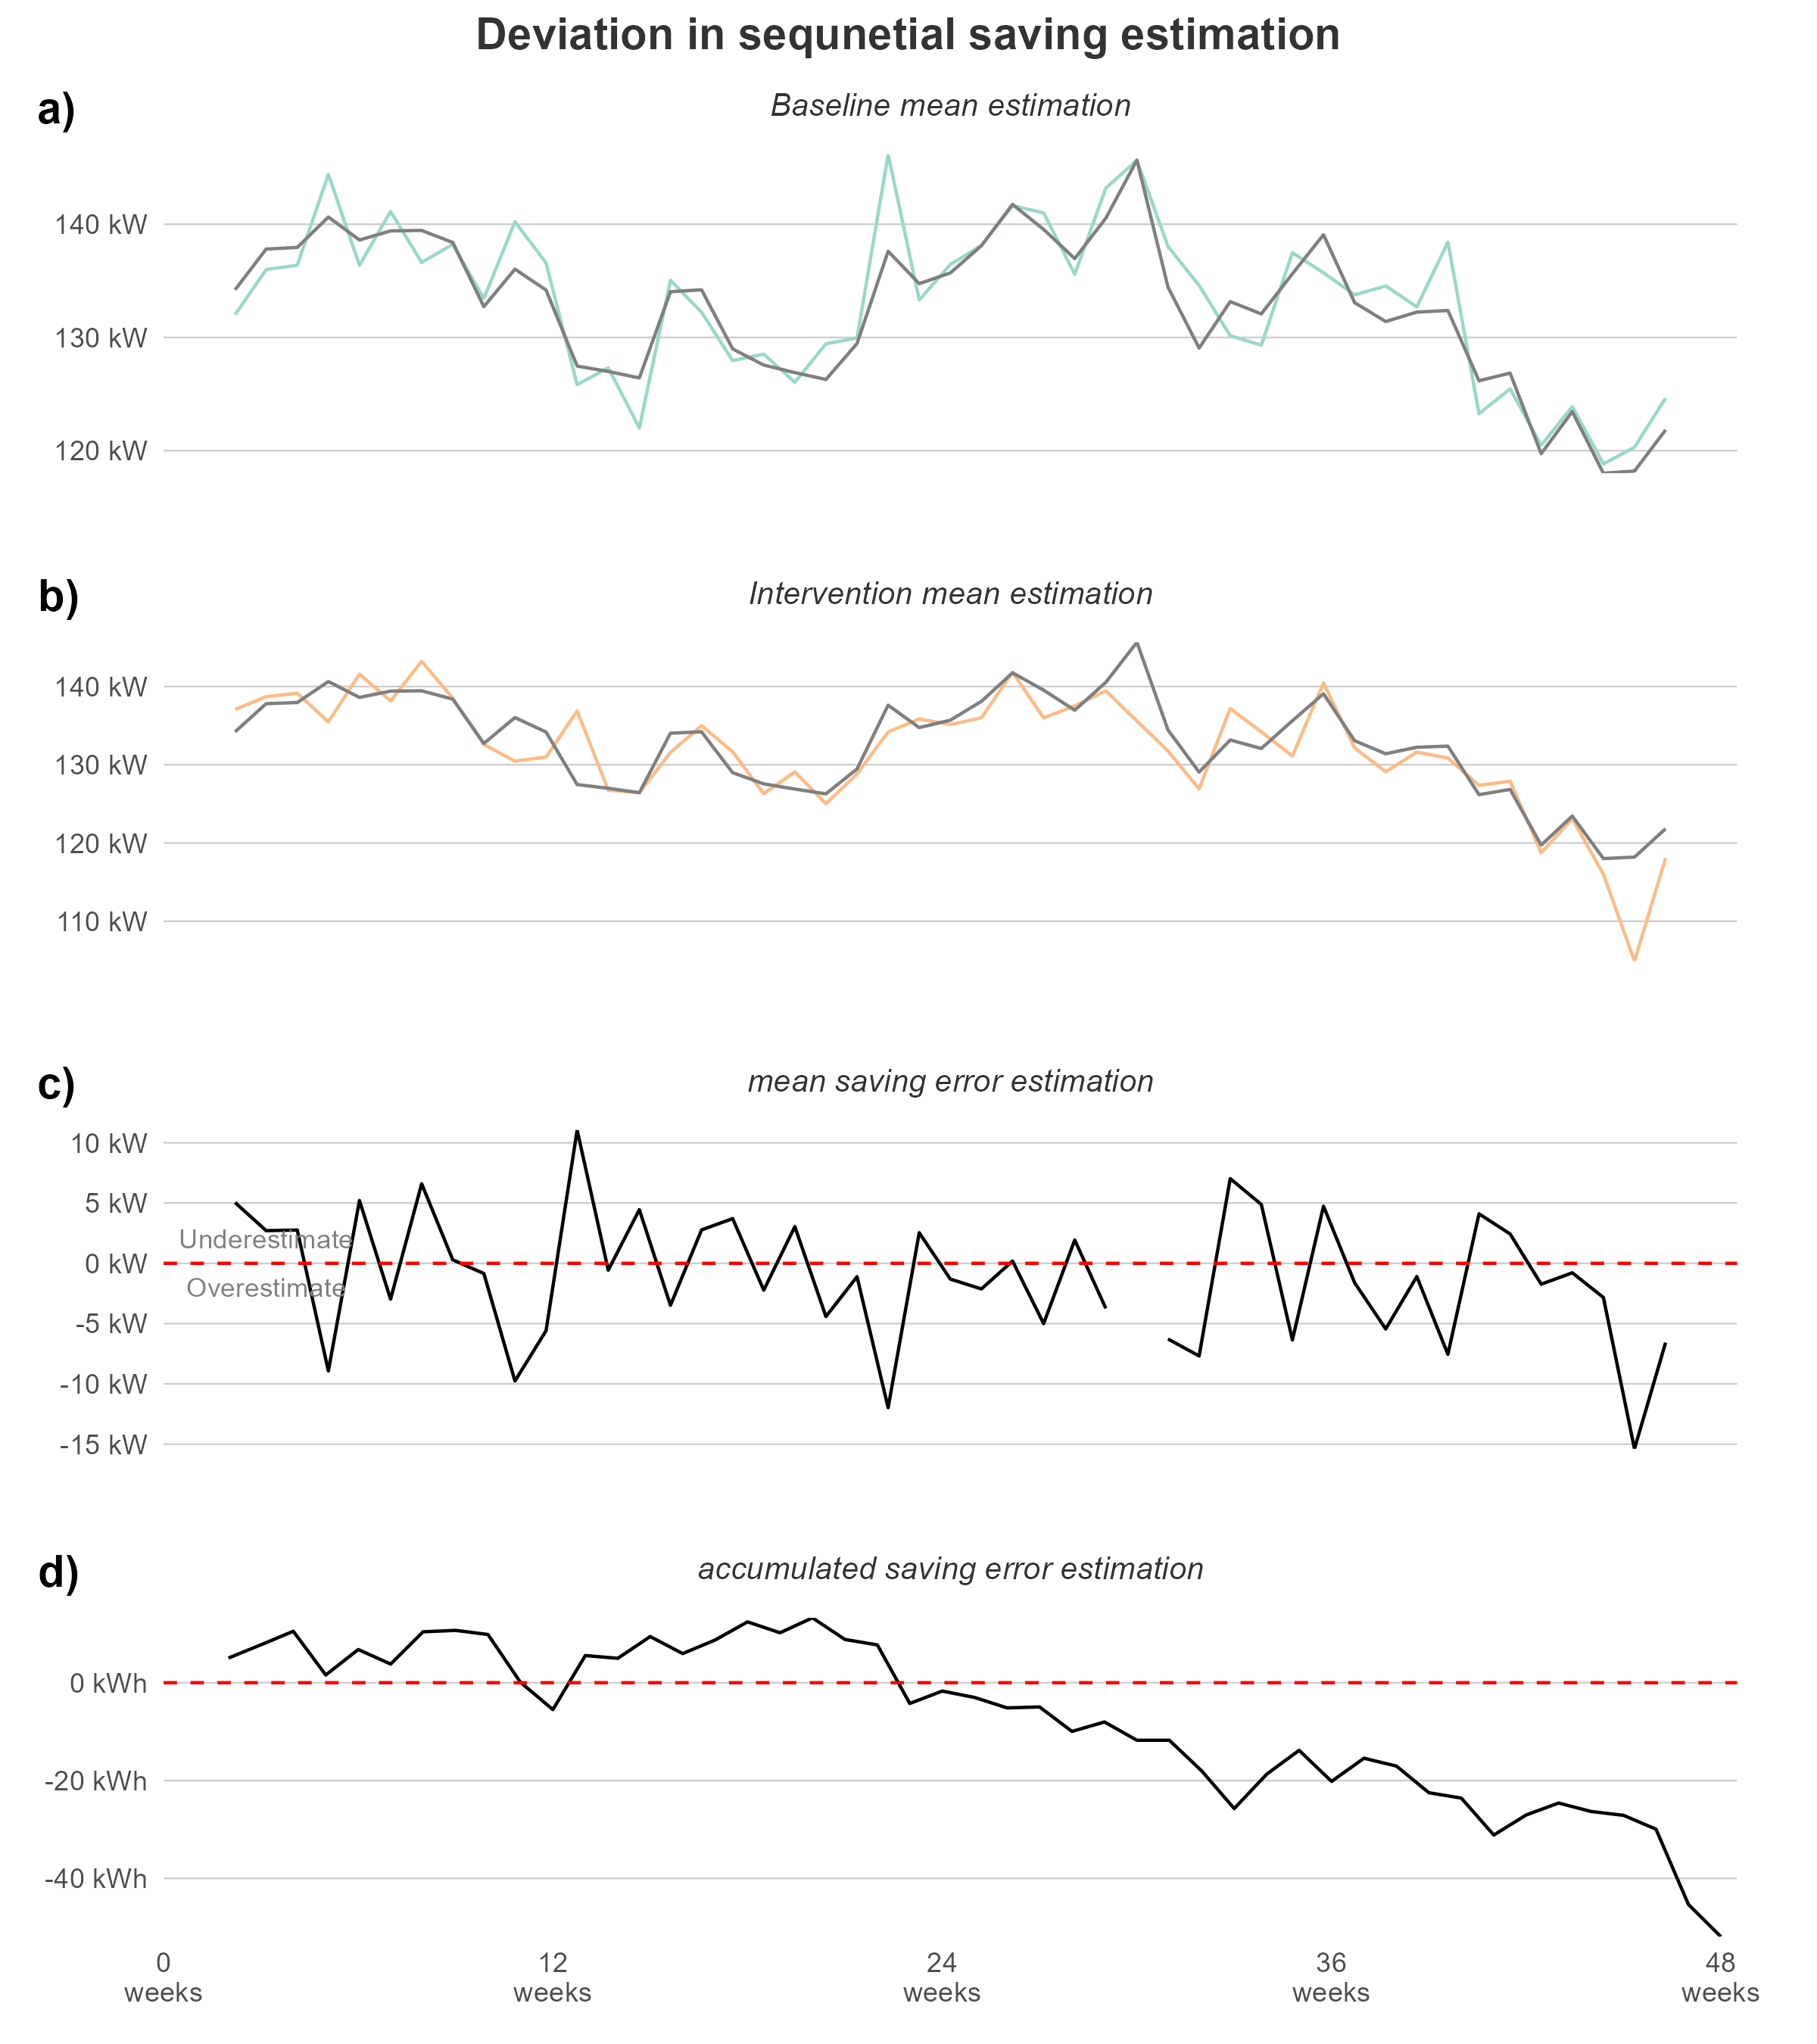 Deviation in sequnetial saving estimation
a)
Baseline mean estimation
140 kW
130 kW
120 kW
b)
Intervention mean estimation
140 kW
130 kW
120 kW
110 kW
c)
mean saving error estimation
10 kW
5 kW
Underestimate
0 kW
Overestimate
-5 kW
-10 kW
-15 kW
d)
accumulated saving error estimation
0 kWh
-20 kWh
-40 kWh
0 12 24 36 48
weeks weeks weeks weeks weeks